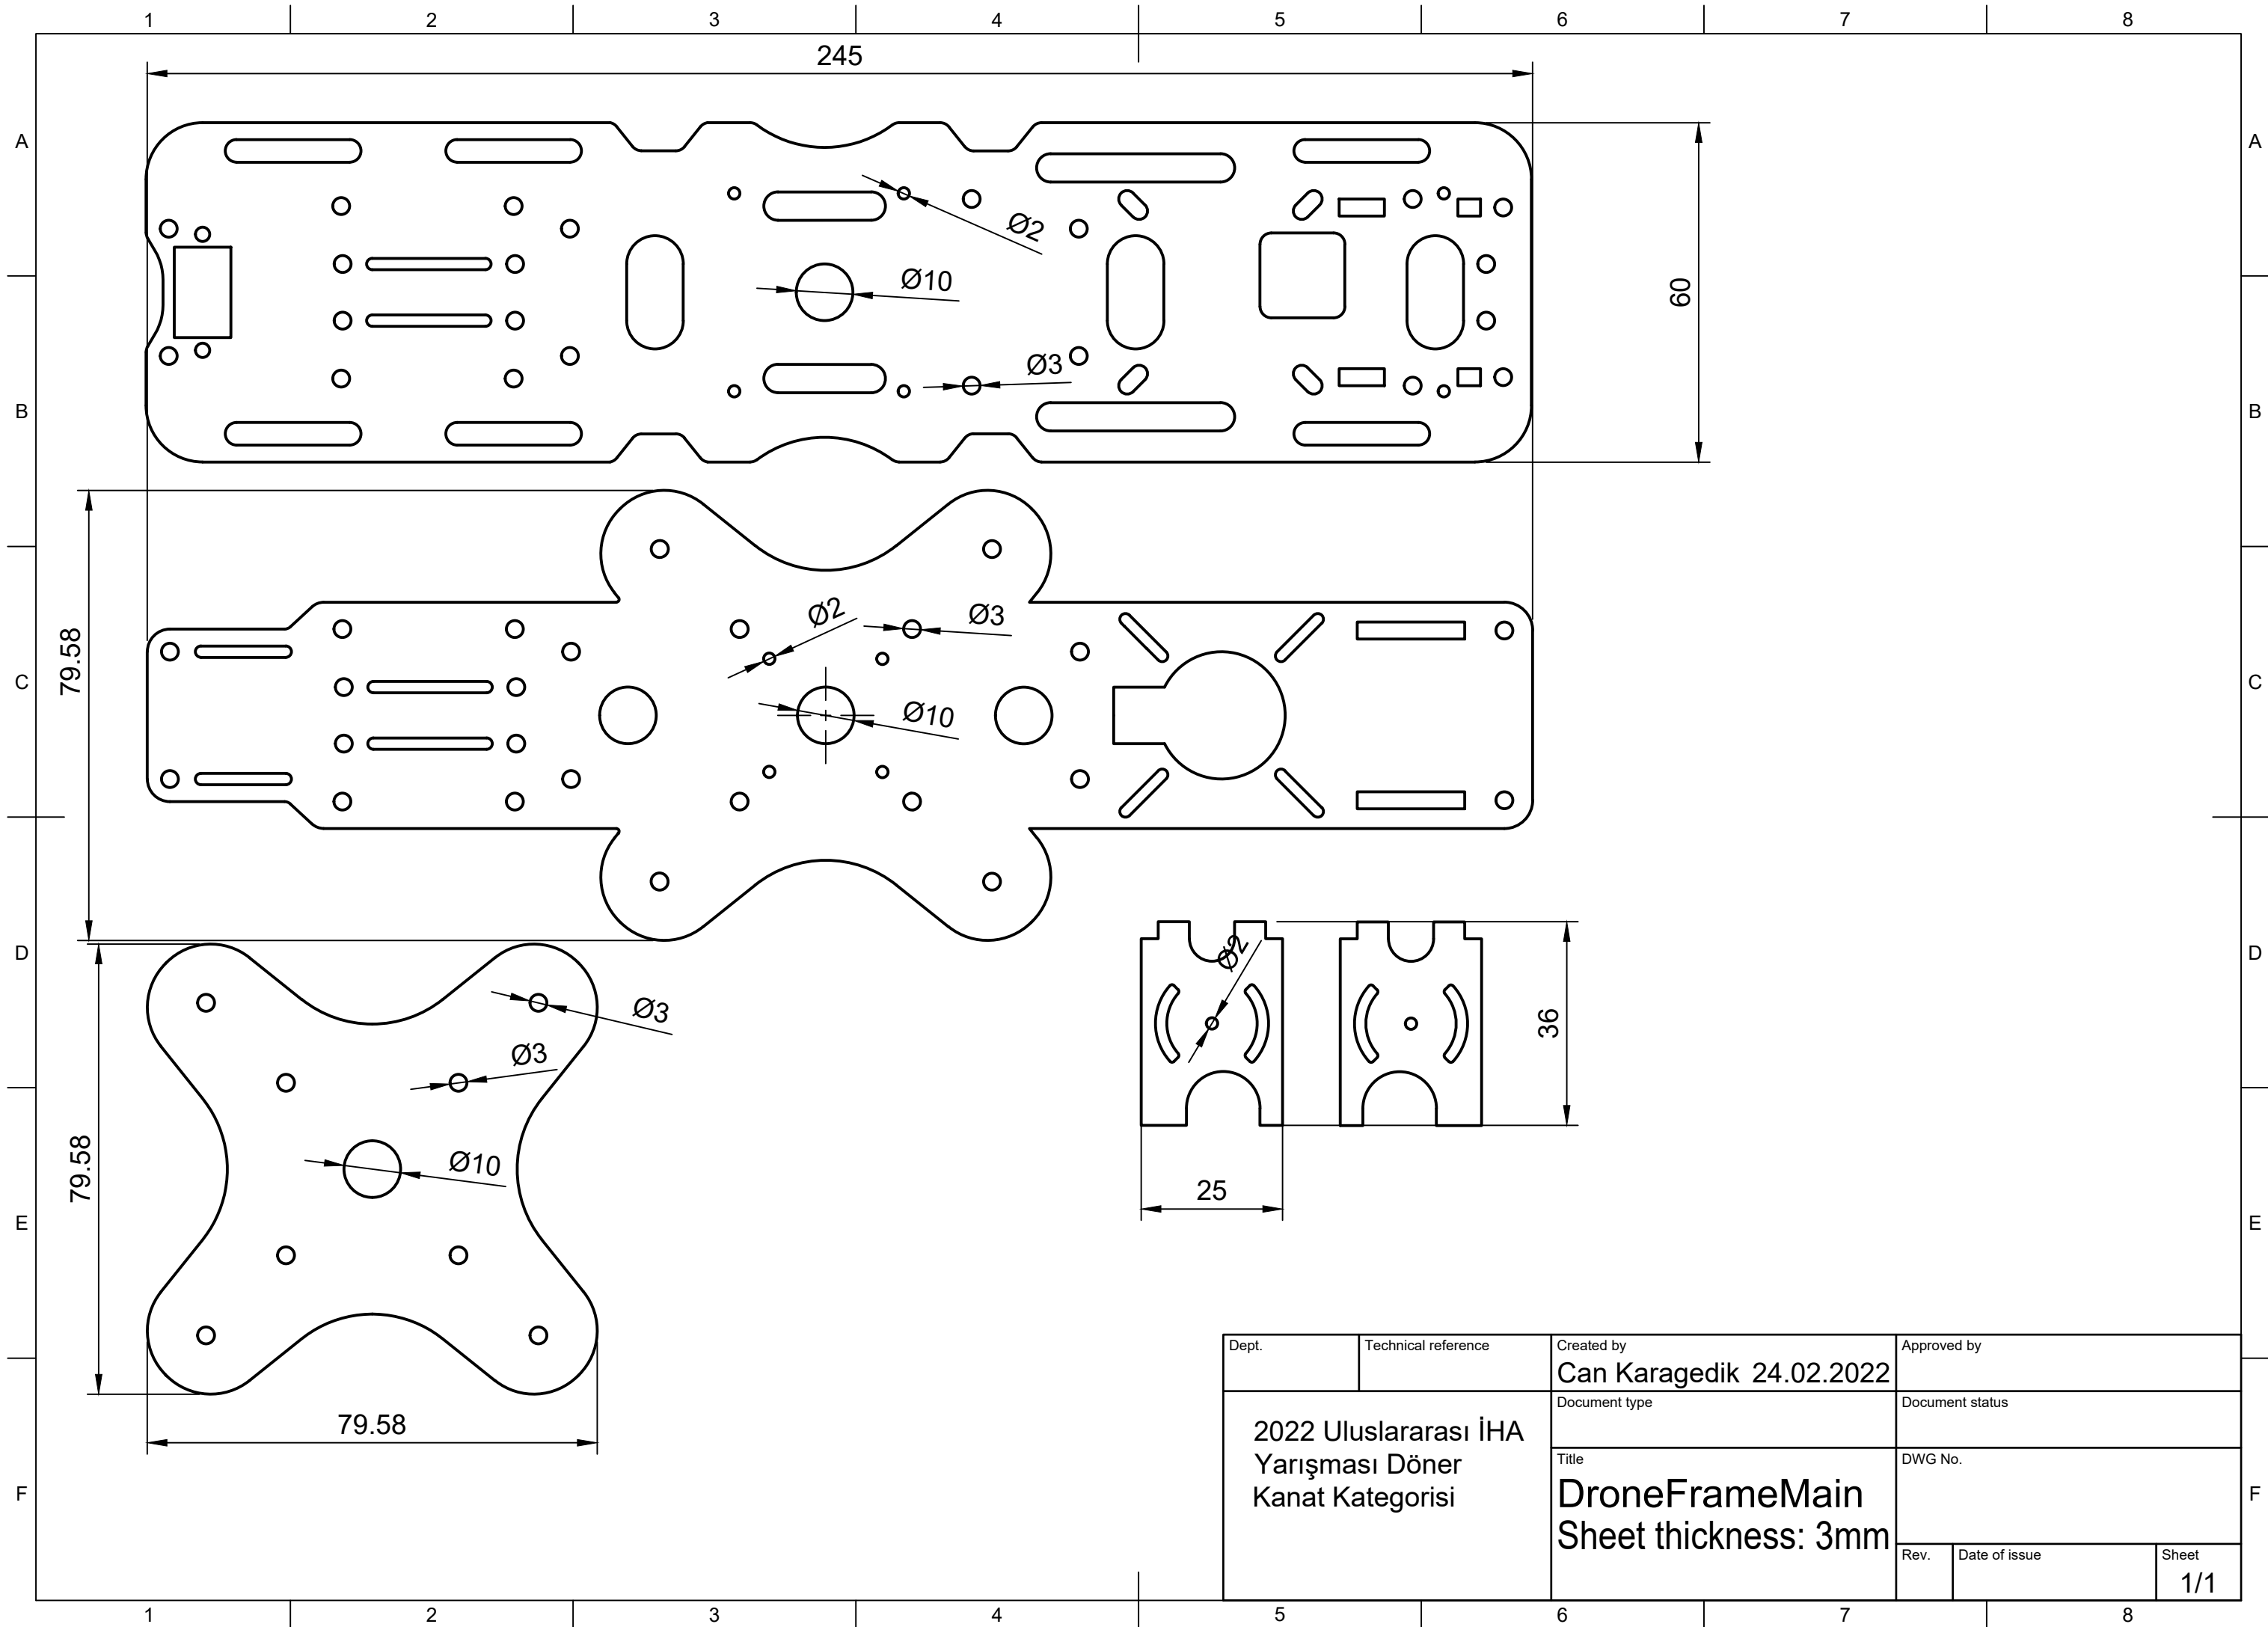 1 2 3 4 5 6 7 8
245
A A
Ø2
Ø10
60
Ø3
B B
79.58
Ø2
Ø3
C C
Ø10
D D
Ø2
Ø3
36
Ø3
79.58
Ø10
25
E E
79.58
Dept. Technical reference Created by Approved by
Can Karagedik 24.02.2022
Document type Document status
2022 Uluslararası İHA
Yarışması Döner
Kanat Kategorisi
Title DWG No.
DroneFrameMain
Sheet thickness: 3mm
F F
Rev. Date of issue Sheet
1/1
1 2 3 4 5 6 7 8